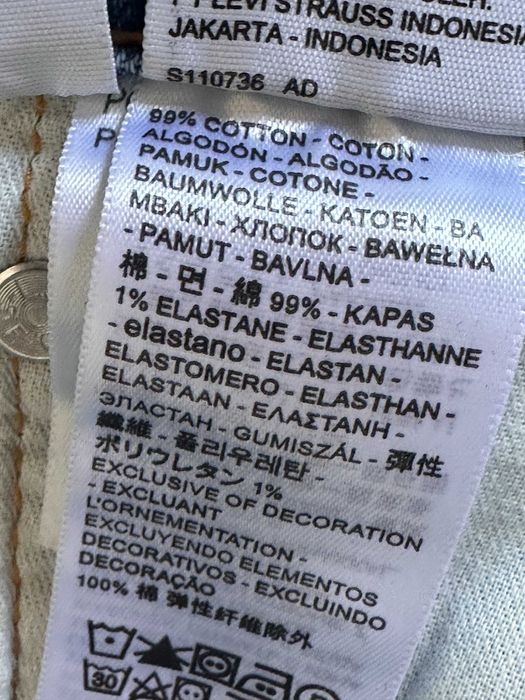 PT LEVI STRAUSS INDONESIA
JAKARTA - INDONESIA
S110736 AD
99% COTTON - COTON -
ALGODÓN - ALGODÃO -
PAMUK - COTONE -
BAUMWOLLE - KATOEN - BA
MBAKI - ХЛОПОК - BAWEŁNA
- PAMUT - BAVLNA -
棉 - 면 - 綿 99% - KAPAS
1% ELASTANE - ELASTHANNE
- elastano - ELASTAN -
ELASTOMERO - ELASTHAN -
ELASTAAN - ΕΛΑΣΤΑΝΗ -
ЭЛАСТАН - GUMISZÁL - 彈性
纖維 - 폴리우레탄 -
ポリウレタン 1%
EXCLUSIVE OF DECORATION
- EXCLUANT
L'ORNEMENTATION -
EXCLUYENDO ELEMENTOS
DECORATIVOS - EXCLUINDO
DECORAÇÃO
100% 棉 弹性纤维除外
30